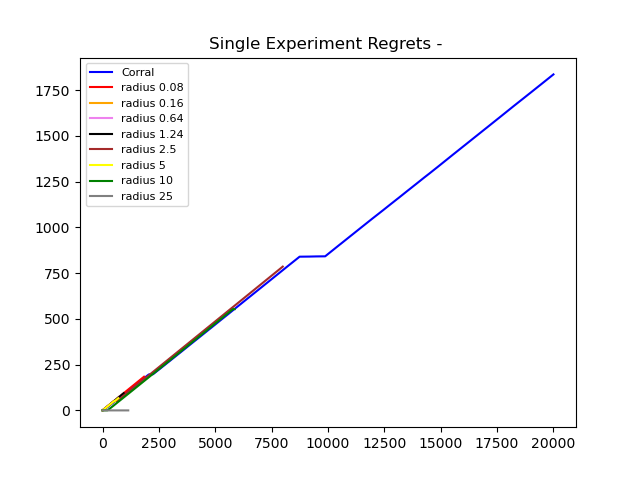 Single Experiment Regrets -
Corral
radius 0.08
radius 0.16
radius 0.64
radius 1.24
radius 2.5
radius 5
radius 10
radius 25
1750
1500
1250
1000
750
500
250
0
0 2500 5000 7500 10000 12500 15000 17500 20000